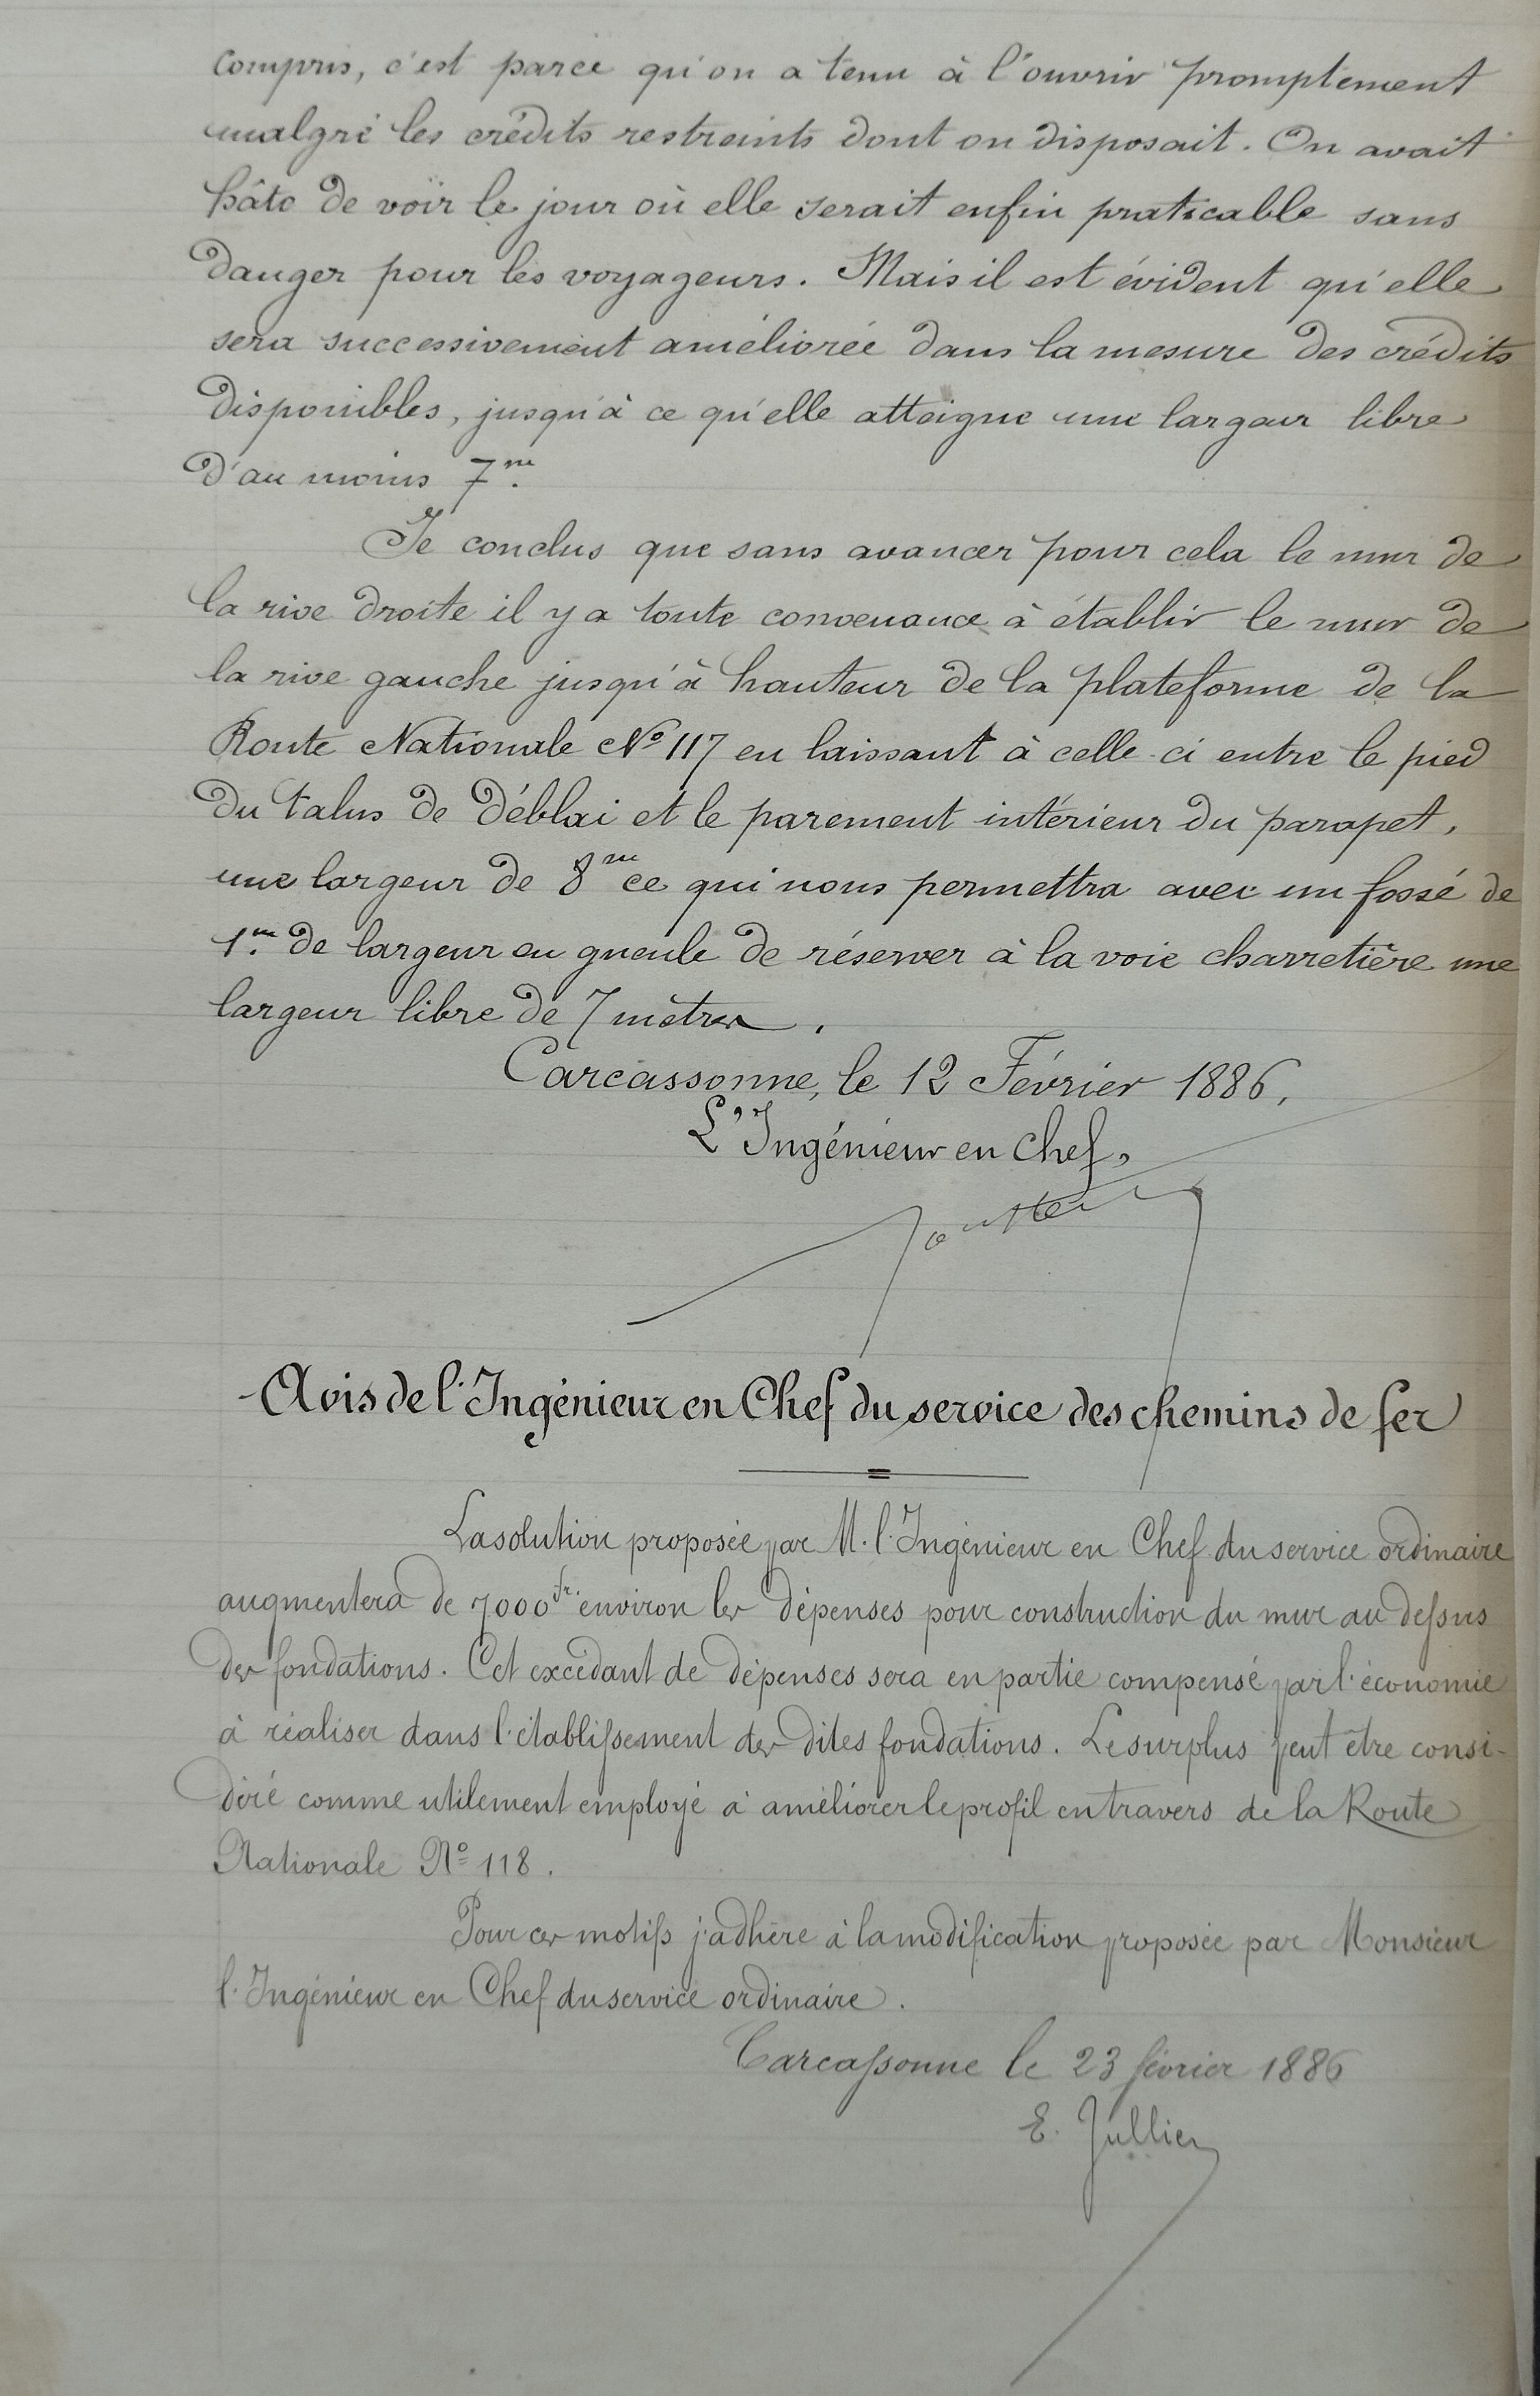 compris, c'est parce qu'on a tenu à l'ouvrir promptement
malgré les crédits restreints dont on disposait. On avait
hâte de voir le jour où elle serait enfin praticable sans
danger pour les voyageurs. Mais il est évident qu'elle
sera successivement améliorée dans la mesure des crédits
disponibles, jusqu'à ce qu'elle atteigne une largeur libre
d'au moins 7m.
Je conclus que sans avancer pour cela le mur de
la rive droite il y a toute convenance à établir le mur de
la rive gauche jusqu'à hauteur de la plateforme de la
Route Nationale No 117 en laissant à celle-ci entre le pied
du talus de déblai et le parement intérieur du parapet,
une largeur de 8m ce qui nous permettra avec un fossé de
1m. de largeur en gueule de réserver à la voie charretière une
largeur libre de 7 mètres.
Carcassonne, le 12 Février 1886,
L'Ingénieur en Chef,
Avis de l'Ingénieur en Chef du service des chemins de fer
La solution proposée par M. l'Ingénieur en Chef du service ordinaire
augmentera de 7000fr. environ les dépenses pour construction du mur au dessus
des fondations. Cet excédant de dépenses sera en partie compensé par l'économie
à réaliser dans l'établissement des dites fondations. Le surplus peut être consi-
déré comme utilement employé à améliorer le profil en travers de la Route
Nationale No 118.
Pour ces motifs j'adhère à la modification proposée par Monsieur
l'Ingénieur en Chef du service ordinaire.
Carcassonne le 23 février 1886
E. Jullien